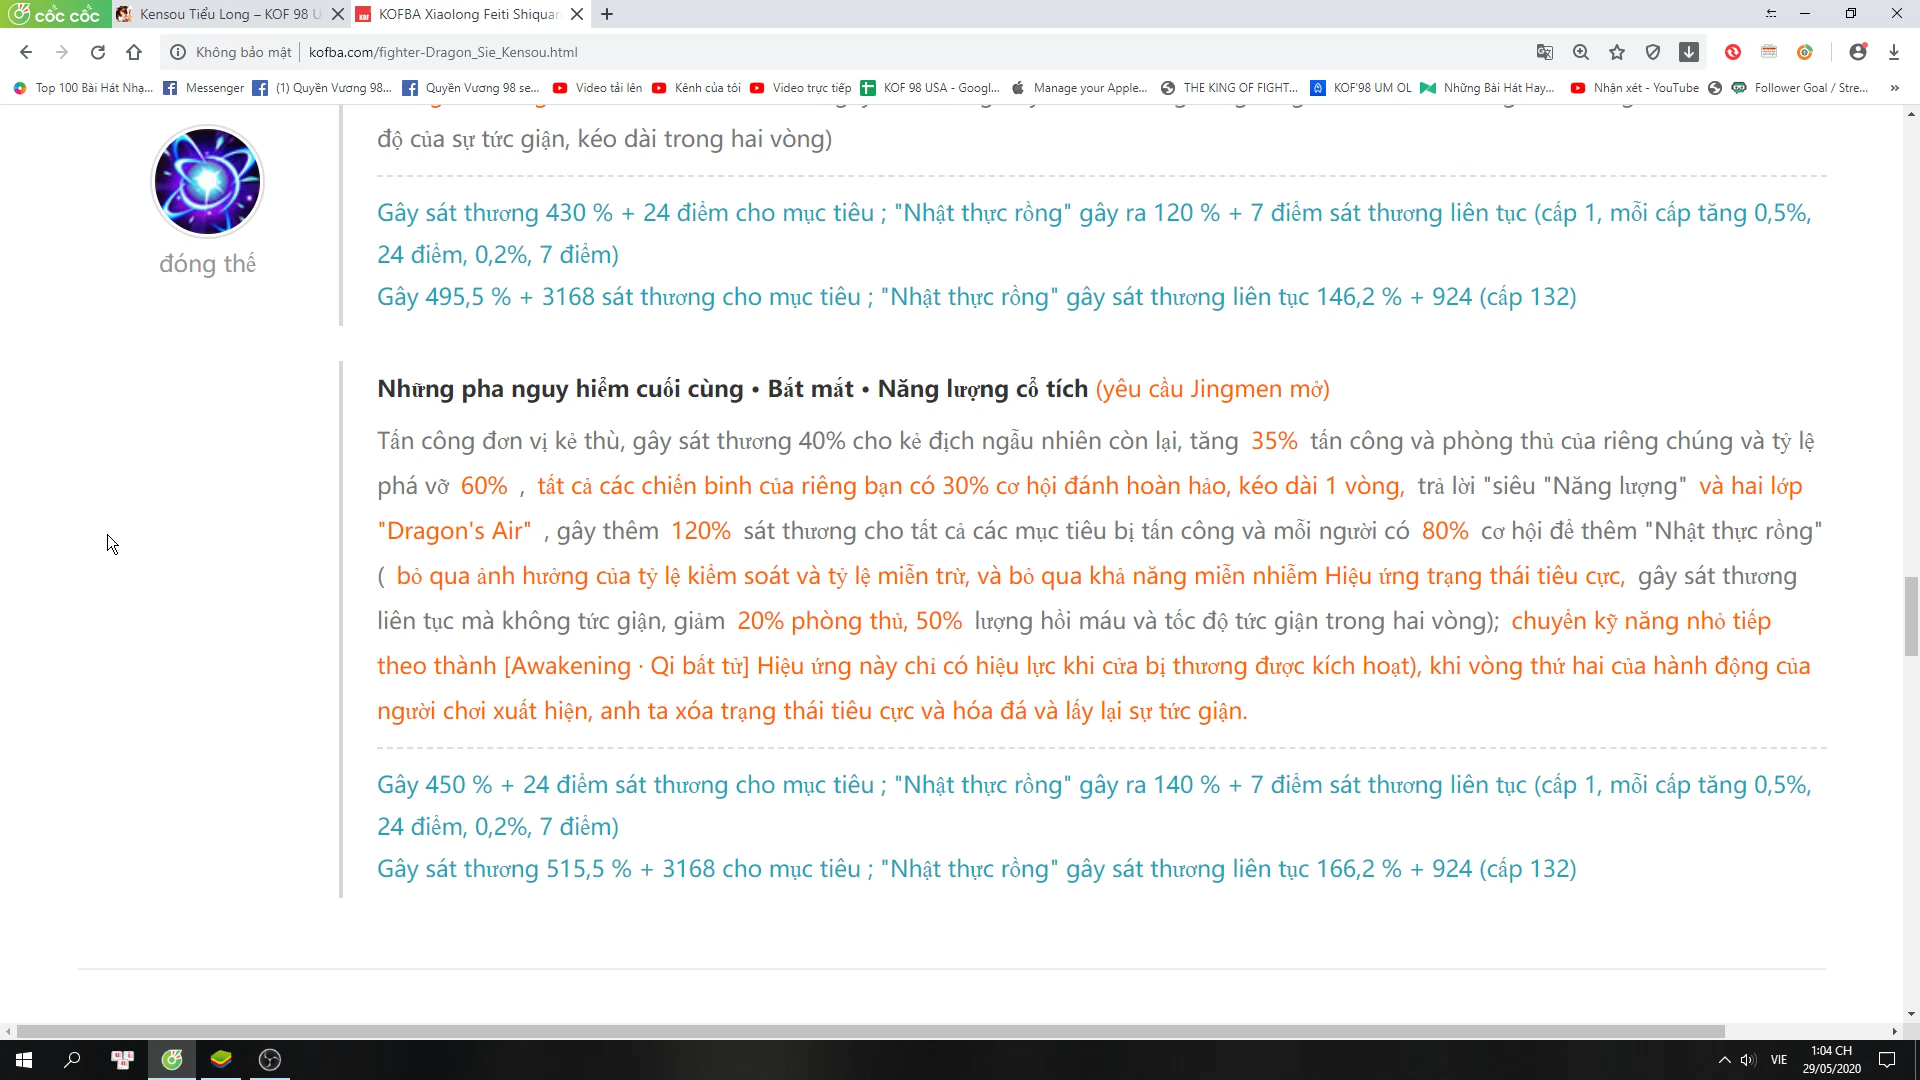 cốc cốc
Kensou Tiểu Long – KOF 98 U
KOFBA Xiaolong Feiti Shiquan
Không bảo mật
kofba.com/fighter-Dragon_Sie_Kensou.html
Top 100 Bài Hát Nhạ...
Messenger
(1) Quyền Vương 98...
Quyền Vương 98 se...
Video tải lên
Kênh của tôi
Video trực tiếp
KOF 98 USA - Googl...
Manage your Apple...
THE KING OF FIGHT...
KOF'98 UM OL
Những Bài Hát Hay...
Nhận xét - YouTube
Follower Goal / Stre...
»
độ của sự tức giận, kéo dài trong hai vòng)
đóng thế
Gây sát thương 430 % + 24 điểm cho mục tiêu ; "Nhật thực rồng" gây ra 120 % + 7 điểm sát thương liên tục (cấp 1, mỗi cấp tăng 0,5%,
24 điểm, 0,2%, 7 điểm)
Gây 495,5 % + 3168 sát thương cho mục tiêu ; "Nhật thực rồng" gây sát thương liên tục 146,2 % + 924 (cấp 132)
Những pha nguy hiểm cuối cùng • Bắt mắt • Năng lượng cổ tích (yêu cầu Jingmen mở)
Tấn công đơn vị kẻ thù, gây sát thương 40% cho kẻ địch ngẫu nhiên còn lại, tăng 35% tấn công và phòng thủ của riêng chúng và tỷ lệ
phá vỡ 60% , tất cả các chiến binh của riêng bạn có 30% cơ hội đánh hoàn hảo, kéo dài 1 vòng, trả lời "siêu "Năng lượng" và hai lớp
"Dragon's Air" , gây thêm 120% sát thương cho tất cả các mục tiêu bị tấn công và mỗi người có 80% cơ hội để thêm "Nhật thực rồng"
( bỏ qua ảnh hưởng của tỷ lệ kiểm soát và tỷ lệ miễn trừ, và bỏ qua khả năng miễn nhiễm Hiệu ứng trạng thái tiêu cực, gây sát thương
liên tục mà không tức giận, giảm 20% phòng thủ, 50% lượng hồi máu và tốc độ tức giận trong hai vòng); chuyển kỹ năng nhỏ tiếp
theo thành [Awakening · Qi bất tử] Hiệu ứng này chỉ có hiệu lực khi cửa bị thương được kích hoạt), khi vòng thứ hai của hành động của
người chơi xuất hiện, anh ta xóa trạng thái tiêu cực và hóa đá và lấy lại sự tức giận.
Gây 450 % + 24 điểm sát thương cho mục tiêu ; "Nhật thực rồng" gây ra 140 % + 7 điểm sát thương liên tục (cấp 1, mỗi cấp tăng 0,5%,
24 điểm, 0,2%, 7 điểm)
Gây sát thương 515,5 % + 3168 cho mục tiêu ; "Nhật thực rồng" gây sát thương liên tục 166,2 % + 924 (cấp 132)
VIE
1:04 CH
29/05/2020